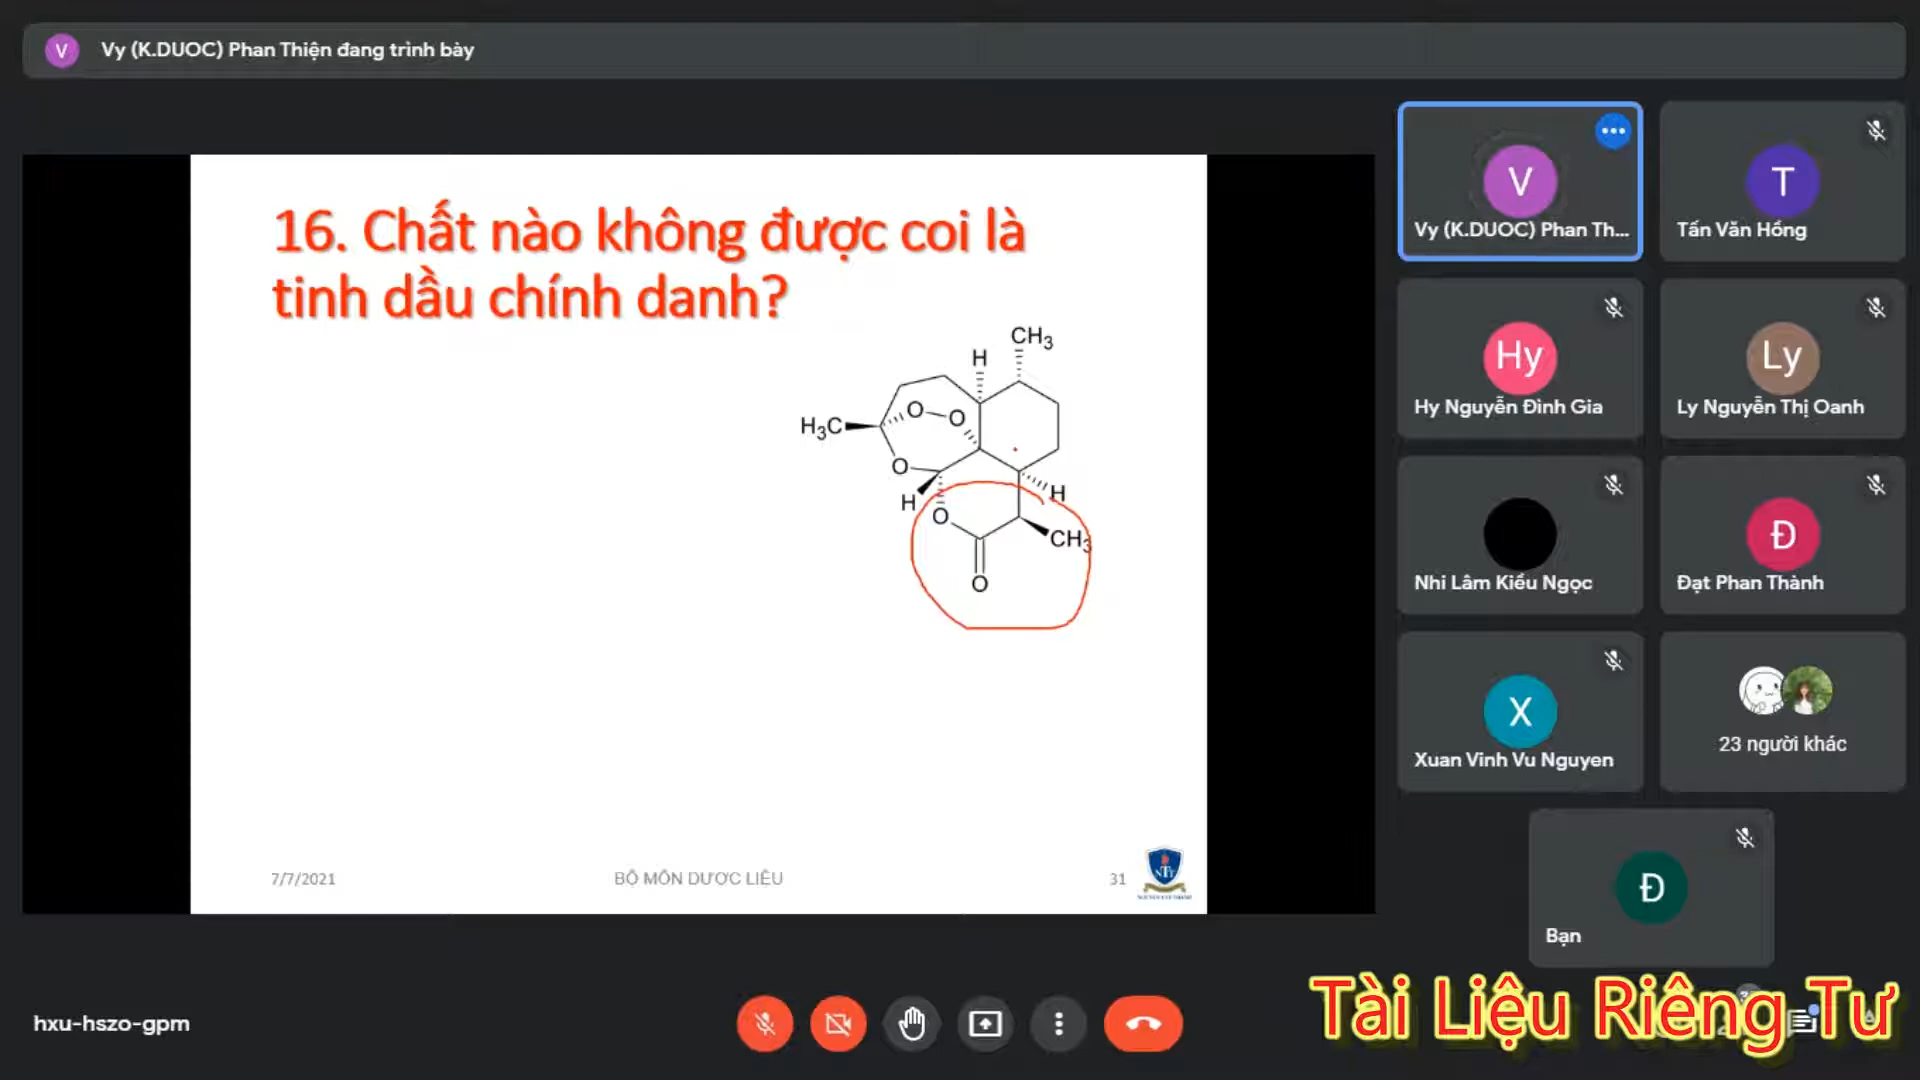 V
Vy (K.DUOC) Phan Thiện đang trình bày
16. Chất nào không được coi là
tinh dầu chính danh?
CH3
H
O
O
H3C
O
H
H
O
CH3
O
7/7/2021
BỘ MÔN DƯỢC LIỆU
31
NTT
V
Vy (K.DUOC) Phan Th...
T
Tấn Văn Hồng
Hy
Hy Nguyễn Đình Gia
Ly
Ly Nguyễn Thị Oanh
Nhi Lâm Kiều Ngọc
Đ
Đạt Phan Thành
X
Xuan Vinh Vu Nguyen
23 người khác
Đ
Bạn
hxu-hszo-gpm
Tài Liệu Riêng Tư